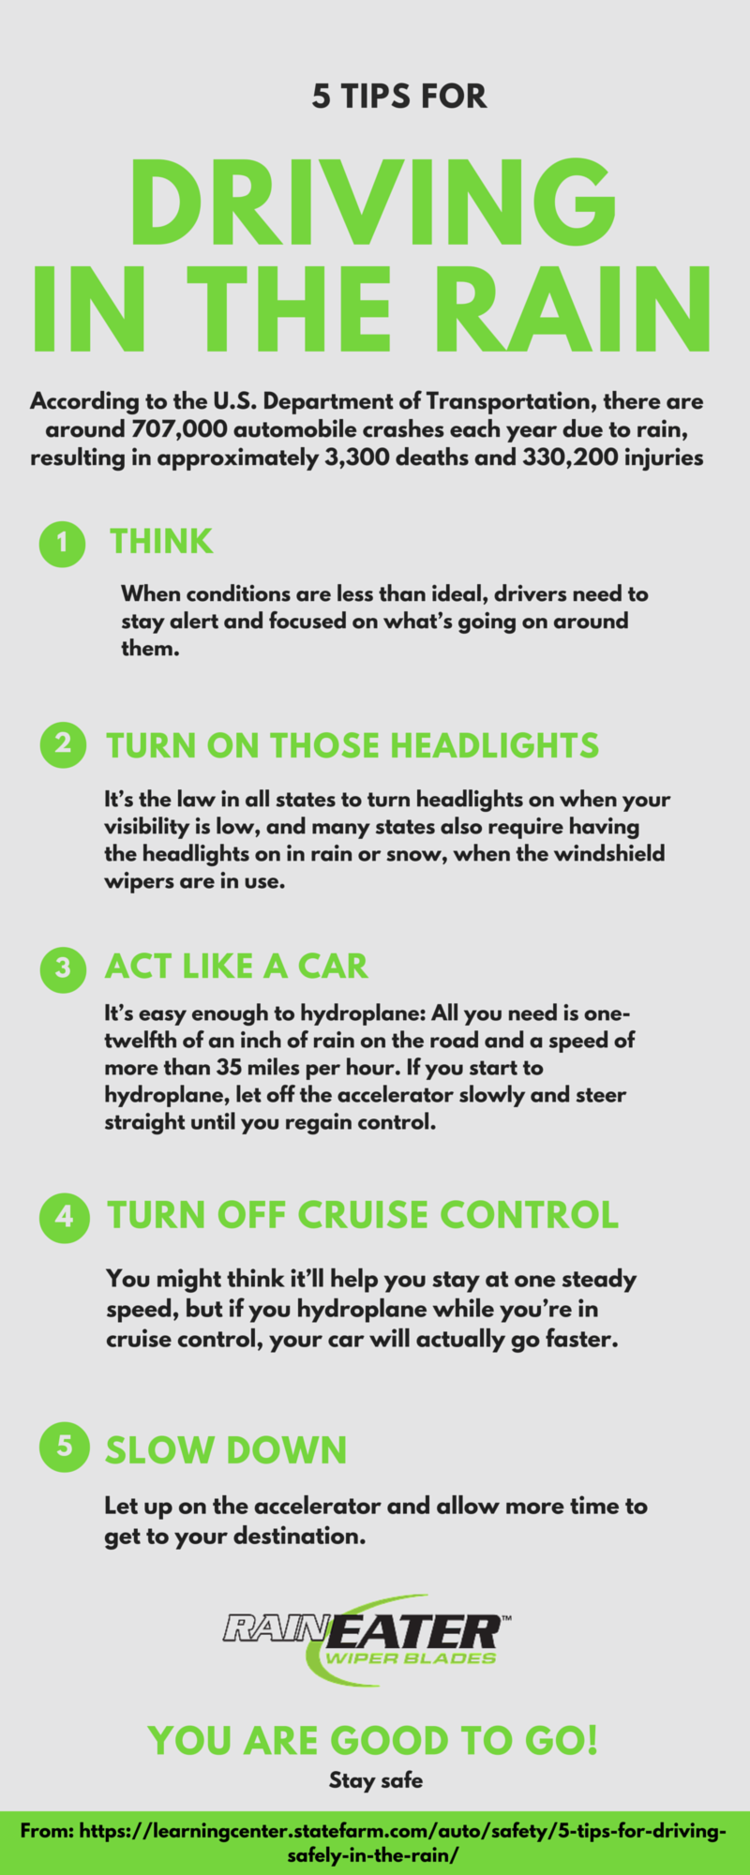 5 TIPS FOR
DRIVING
IN THE RAIN
According to the U.S. Department of Transportation, there are
around 707,000 automobile crashes each year due to rain,
resulting in approximately 3,300 deaths and 330,200 injuries
1 THINK
When conditions are less than ideal, drivers need to
stay alert and focused on what's going on around
them.
2 TURN ON THOSE HEADLIGHTS
It's the law in all states to turn headlights on when your
visibility is low, and many states also require having
the headlights on in rain or snow, when the windshield
wipers are in use.
3 ACT LIKE A CAR
It's easy enough to hydroplane: All you need is one-
twelfth of an inch of rain on the road and a speed of
more than 35 miles per hour. If you start to
hydroplane, let off the accelerator slowly and steer
straight until you regain control.
4 TURN OFF CRUISE CONTROL
You might think it'll help you stay at one steady
speed, but if you hydroplane while you're in
cruise control, your car will actually go faster.
5 SLOW DOWN
Let up on the accelerator and allow more time to
get to your destination.
RAINEATER™
WIPER BLADES
YOU ARE GOOD TO GO!
Stay safe
From: https://learningcenter.statefarm.com/auto/safety/5-tips-for-driving-
safely-in-the-rain/